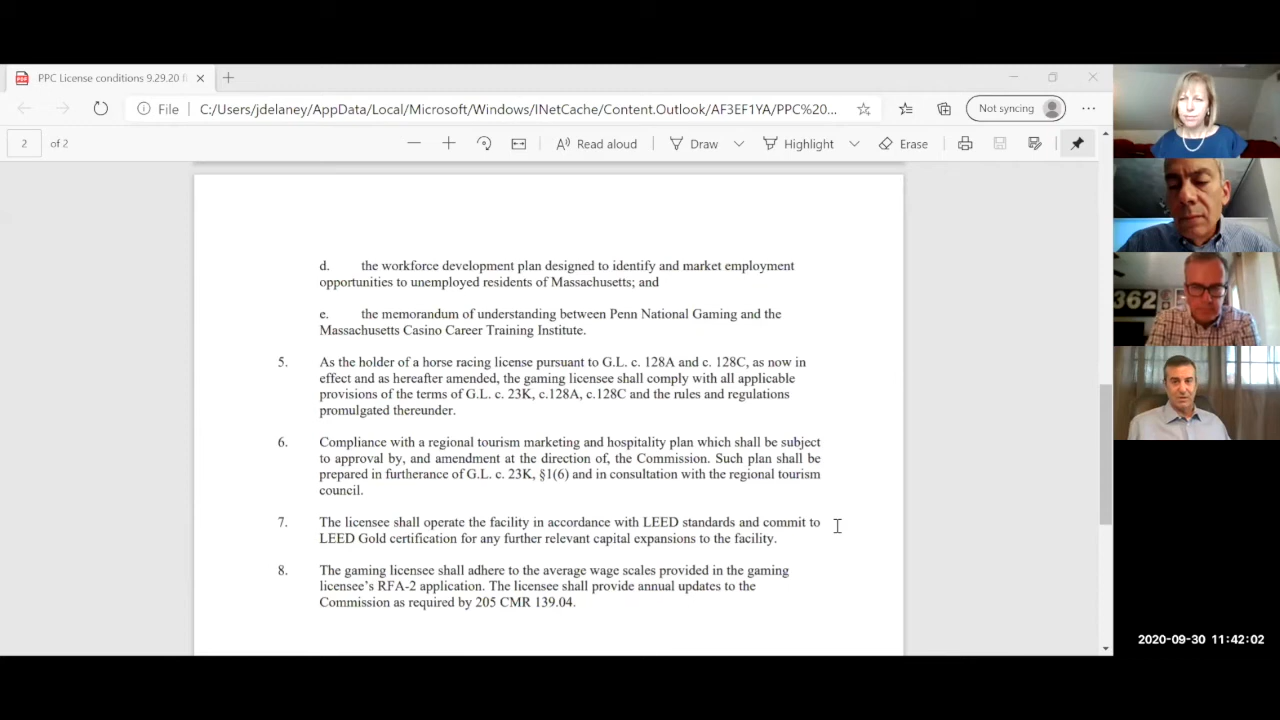 PPC License conditions 9.29.20 fi
File
C:/Users/jdelaney/AppData/Local/Microsoft/Windows/INetCache/Content.Outlook/AF3EF1YA/PPC%20...
Not syncing
2 of 2
Read aloud
Draw
Highlight
Erase
d. the workforce development plan designed to identify and market employment
opportunities to unemployed residents of Massachusetts; and
e. the memorandum of understanding between Penn National Gaming and the
Massachusetts Casino Career Training Institute.
5. As the holder of a horse racing license pursuant to G.L. c. 128A and c. 128C, as now in
effect and as hereafter amended, the gaming licensee shall comply with all applicable
provisions of the terms of G.L. c. 23K, c.128A, c.128C and the rules and regulations
promulgated thereunder.
6. Compliance with a regional tourism marketing and hospitality plan which shall be subject
to approval by, and amendment at the direction of, the Commission. Such plan shall be
prepared in furtherance of G.L. c. 23K, §1(6) and in consultation with the regional tourism
council.
7. The licensee shall operate the facility in accordance with LEED standards and commit to
LEED Gold certification for any further relevant capital expansions to the facility.
8. The gaming licensee shall adhere to the average wage scales provided in the gaming
licensee's RFA-2 application. The licensee shall provide annual updates to the
Commission as required by 205 CMR 139.04.
362
2020-09-30 11:42:02